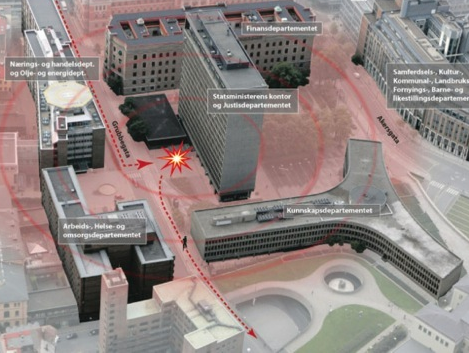 Finansdepartementet
Nærings- og handelsdept.
og Olje- og energidept.
Samferdsels-, Kultur-,
Kommunal-, Landbruks
Fornyings-, Barne- og
likestillingsdepartementet
Statsministerens kontor
og Justisdepartementet
Grubbegata
Akersgata
Kunnskapsdepartementet
Arbeids-, Helse- og
omsorgsdepartementet